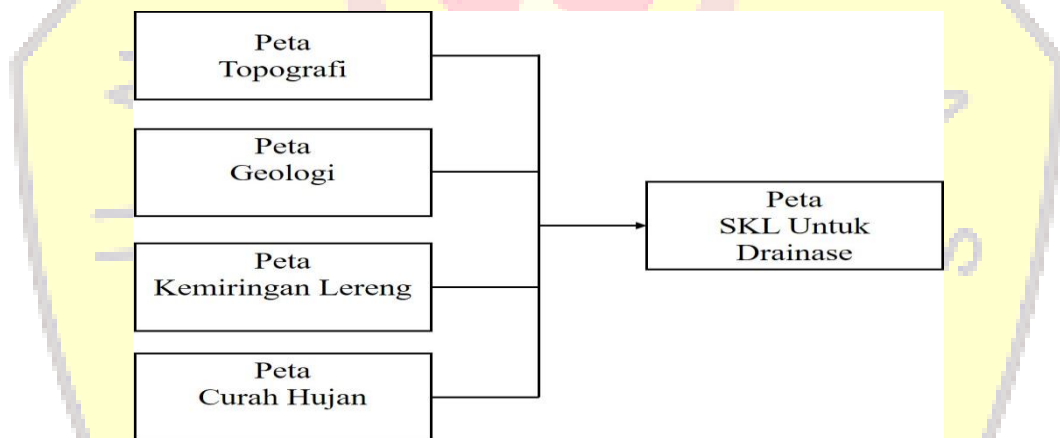 Peta
Topografi
Peta
Geologi
Peta
Kemiringan Lereng
Peta
Curah Hujan
Peta
SKL Untuk
Drainase